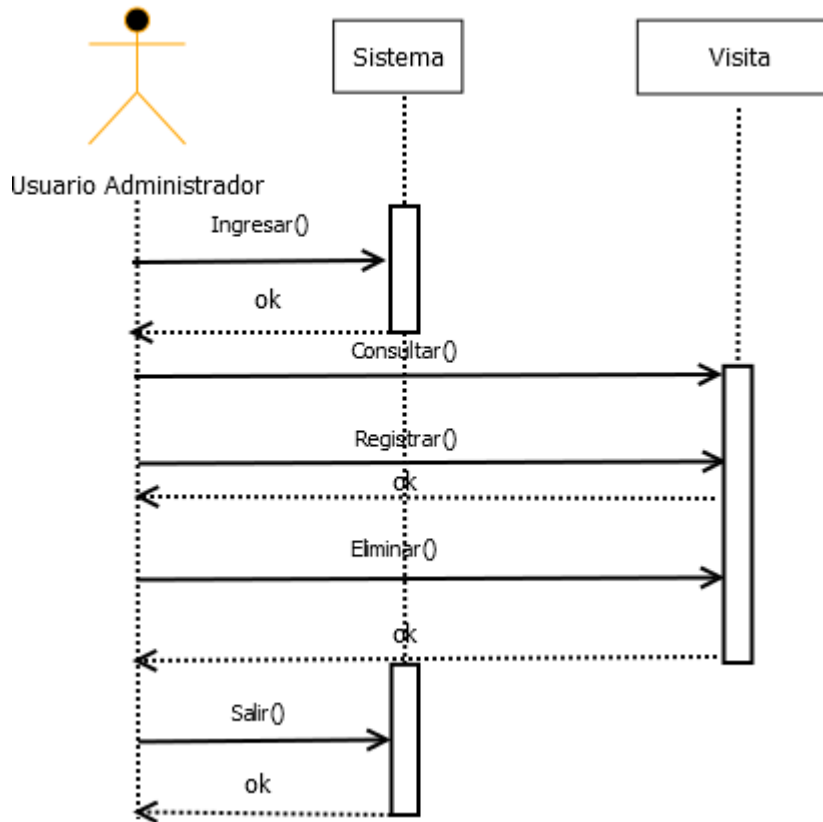 Sistema
Visita
Usuario Administrador
Ingresar()
ok
Consultar()
Registrar()
ok
Eliminar()
ok
Salir()
ok